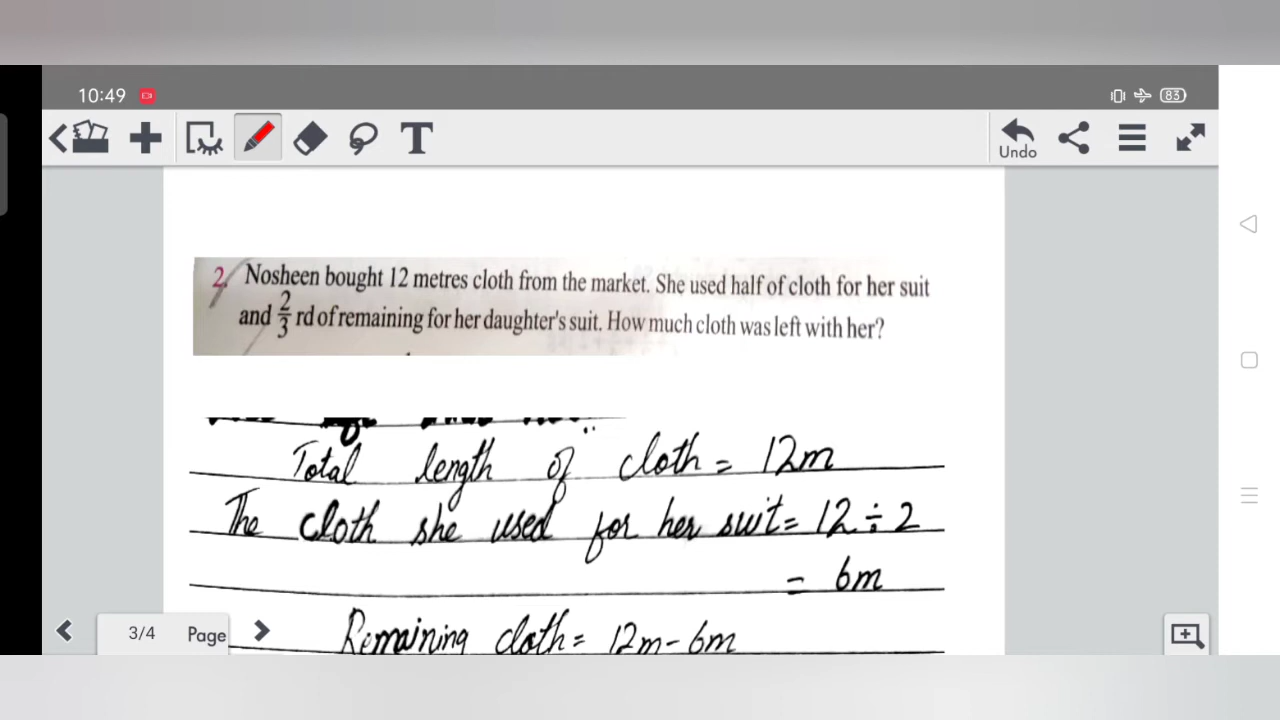 10:49
83
T
Undo
2. Nosheen bought 12 metres cloth from the market. She used half of cloth for her suit
and 2/3 rd of remaining for her daughter's suit. How much cloth was left with her?
Total length of cloth = 12m
The cloth she used for her suit = 12 ÷ 2
= 6m
Remaining cloth = 12m - 6m
3/4 Page